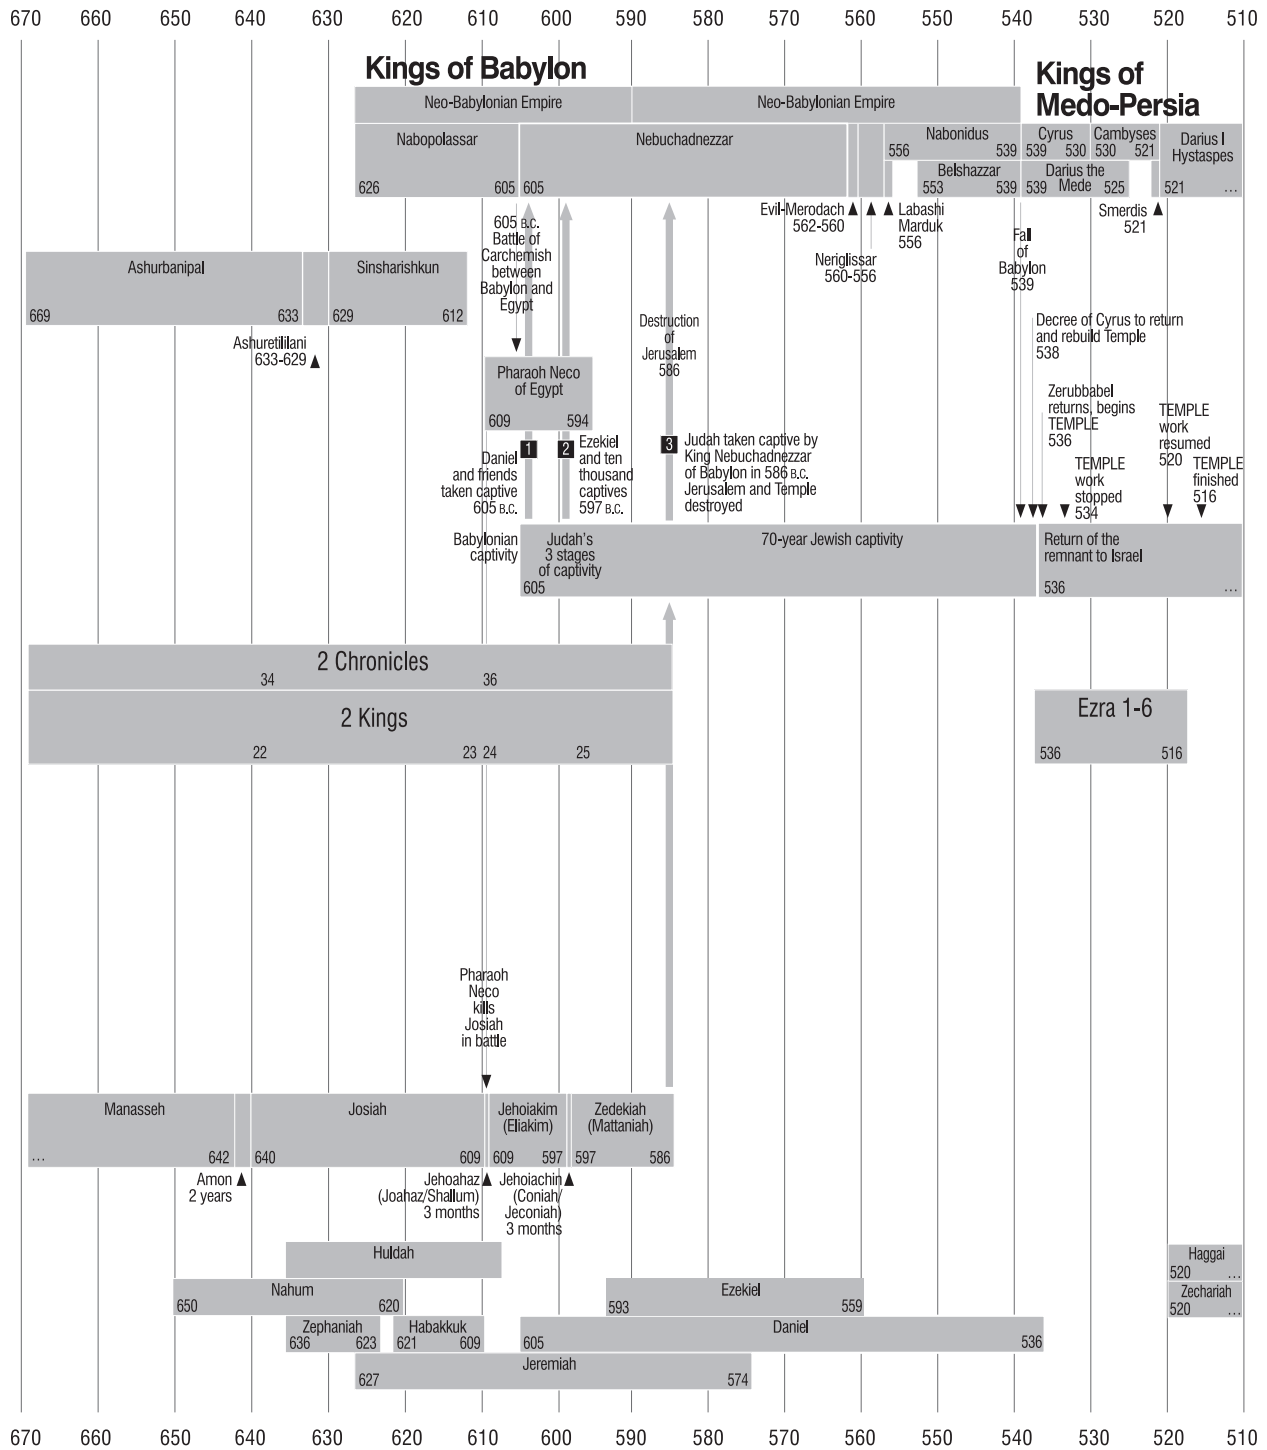 670 660 650 640 630 620 610 600 590 580 570 560 550 540 530 520 510
Kings of Babylon
Kings of
Medo-Persia
Neo-Babylonian Empire
Neo-Babylonian Empire
Nabopolassar
626 605
Nebuchadnezzar
605
Nabonidus
556 539
Belshazzar
553 539
Cyrus
539 530
Cambyses
530 521
Darius the
Mede
539 525
Darius I
Hystaspes
521 ...
Evil-Merodach
562-560
Neriglissar
560-556
Labashi
Marduk
556
Smerdis
521
605 B.C.
Battle of
Carchemish
between
Babylon and
Egypt
Fall
of
Babylon
539
Ashurbanipal
669 633
Sinsharishkun
629 612
Ashuretililani
633-629
Destruction
of
Jerusalem
586
Decree of Cyrus to return
and rebuild Temple
538
Pharaoh Neco
of Egypt
609 594
Zerubbabel
returns, begins
TEMPLE
536
TEMPLE
work
resumed
520
TEMPLE
work
stopped
534
TEMPLE
finished
516
1
Daniel
and friends
taken captive
605 B.C.
2
Ezekiel
and ten
thousand
captives
597 B.C.
3
Judah taken captive by
King Nebuchadnezzar
of Babylon in 586 B.C.
Jerusalem and Temple
destroyed
Babylonian
captivity
Judah's
3 stages
of captivity
605
70-year Jewish captivity
Return of the
remnant to Israel
536 ...
2 Chronicles
34 36
2 Kings
22 23 24 25
Ezra 1-6
536 516
Pharaoh
Neco
kills
Josiah
in battle
Manasseh
... 642
Josiah
640 609
Jehoiakim
(Eliakim)
609 597
Zedekiah
(Mattaniah)
597 586
Amon
2 years
Jehoahaz
(Joahaz/Shallum)
3 months
Jehoiachin
(Coniah/
Jeconiah)
3 months
Huldah
Haggai
520 ...
Nahum
650 620
Ezekiel
593 559
Zechariah
520 ...
Zephaniah
636 623
Habakkuk
621 609
Daniel
605 536
Jeremiah
627 574
670 660 650 640 630 620 610 600 590 580 570 560 550 540 530 520 510